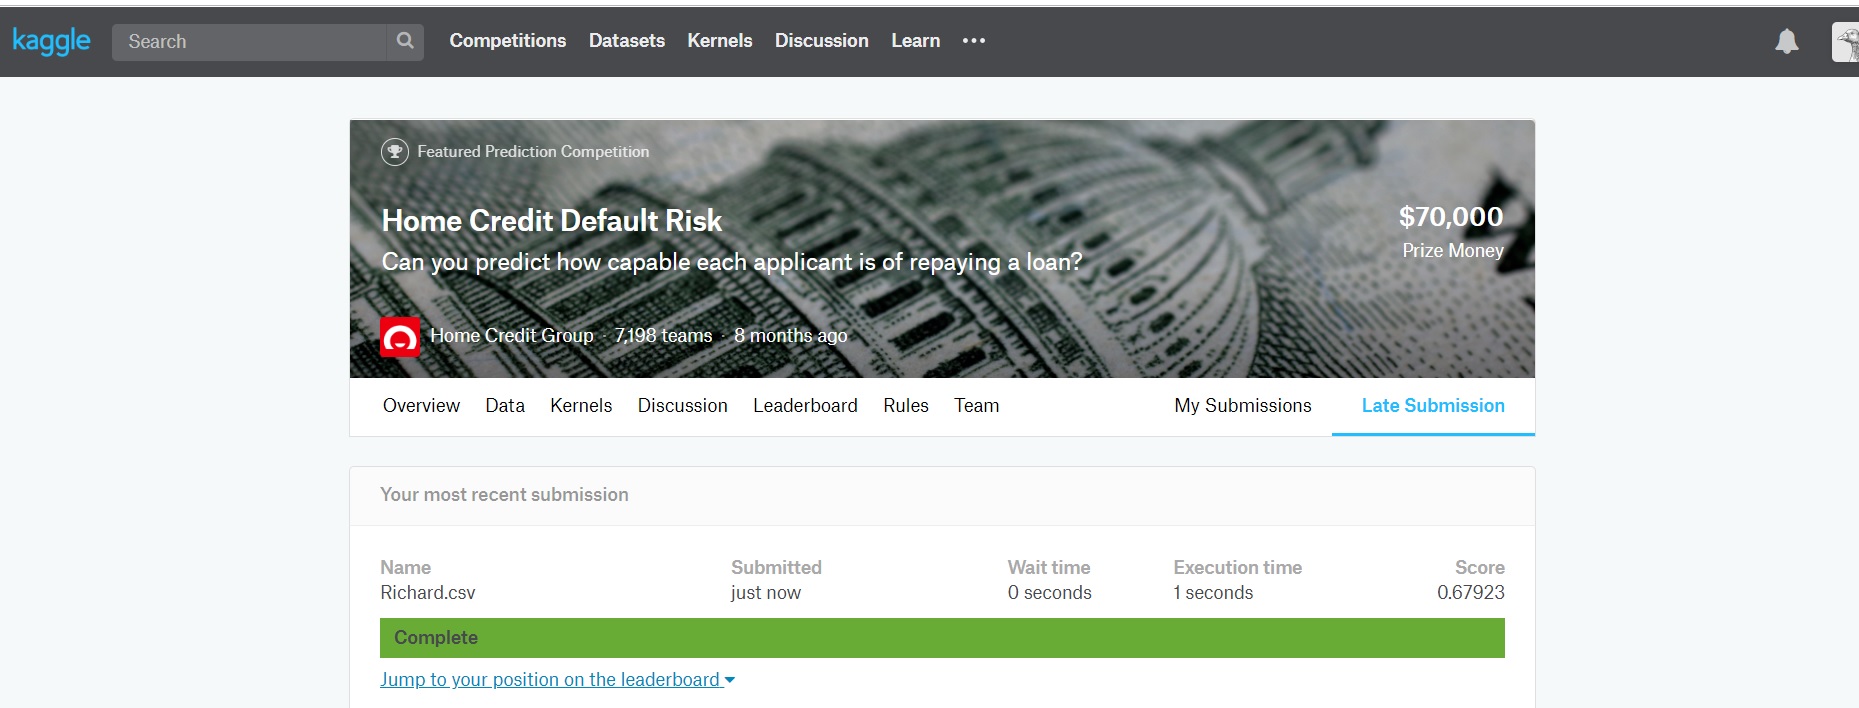 kaggle Search Competitions Datasets Kernels Discussion Learn •••
Featured Prediction Competition
Home Credit Default Risk
$70,000
Can you predict how capable each applicant is of repaying a loan?
Prize Money
Home Credit Group · 7,198 teams · 8 months ago
Overview Data Kernels Discussion Leaderboard Rules Team My Submissions Late Submission
Your most recent submission
Name Submitted Wait time Execution time Score
Richard.csv just now 0 seconds 1 seconds 0.67923
Complete
Jump to your position on the leaderboard